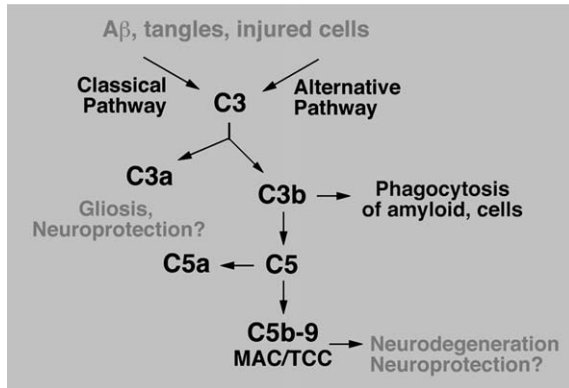 Aβ, tangles, injured cells
Classical
Pathway
Alternative
Pathway
C3
C3a
Gliosis,
Neuroprotection?
C3b
Phagocytosis
of amyloid, cells
C5a
C5
C5b-9
MAC/TCC
Neurodegeneration
Neuroprotection?